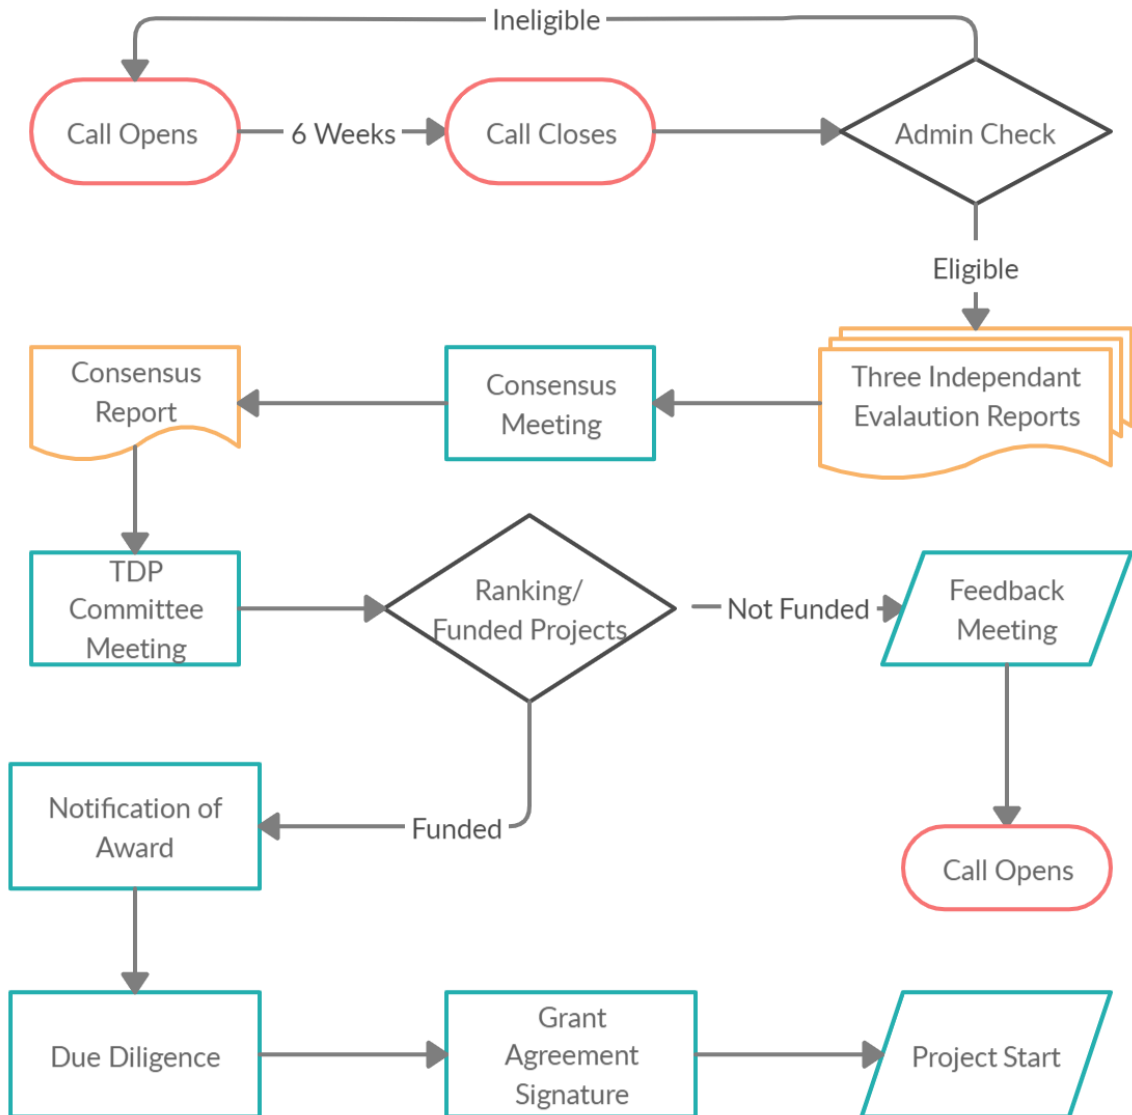 Ineligible
Call Opens
6 Weeks
Call Closes
Admin Check
Eligible
Consensus
Report
Consensus
Meeting
Three Independant
Evalaution Reports
TDP
Committee
Meeting
Ranking/
Funded Projects
Not Funded
Feedback
Meeting
Notification of
Award
Funded
Call Opens
Due Diligence
Grant
Agreement
Signature
Project Start